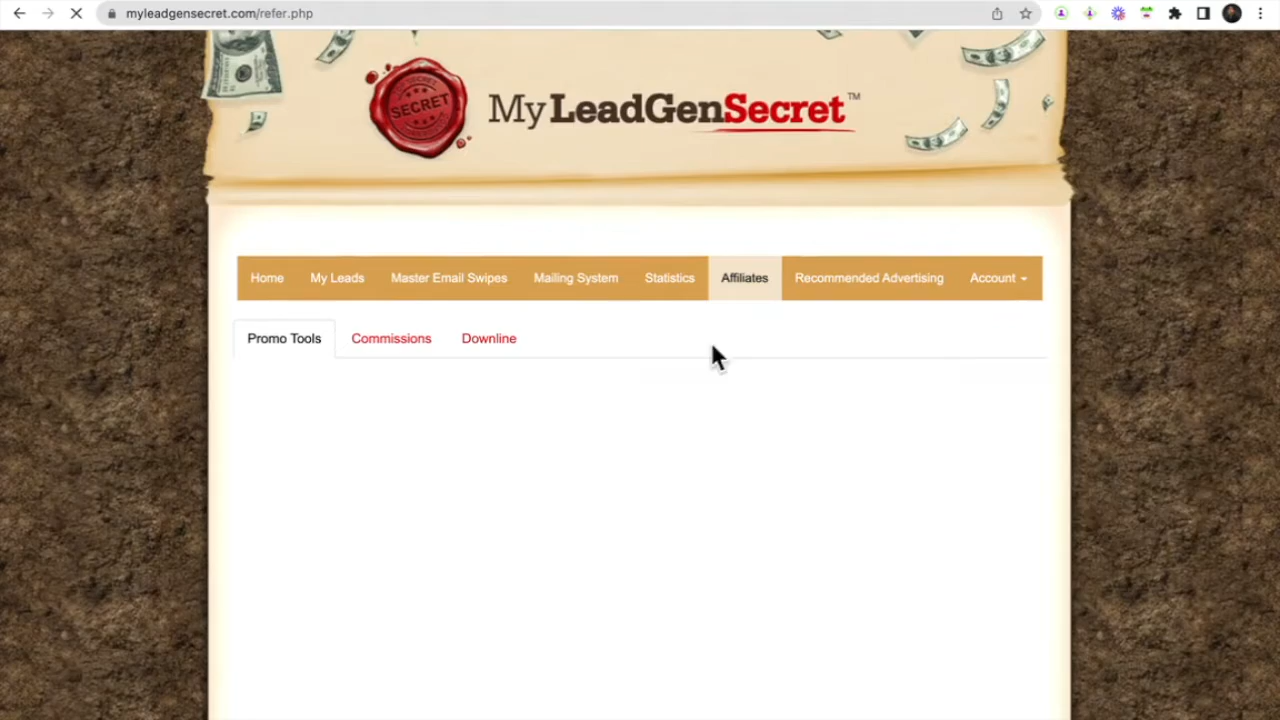 myleadgensecret.com/refer.php
SECRET
MyLeadGenSecret™
Home My Leads Master Email Swipes Mailing System Statistics Affiliates Recommended Advertising Account
Promo Tools Commissions Downline